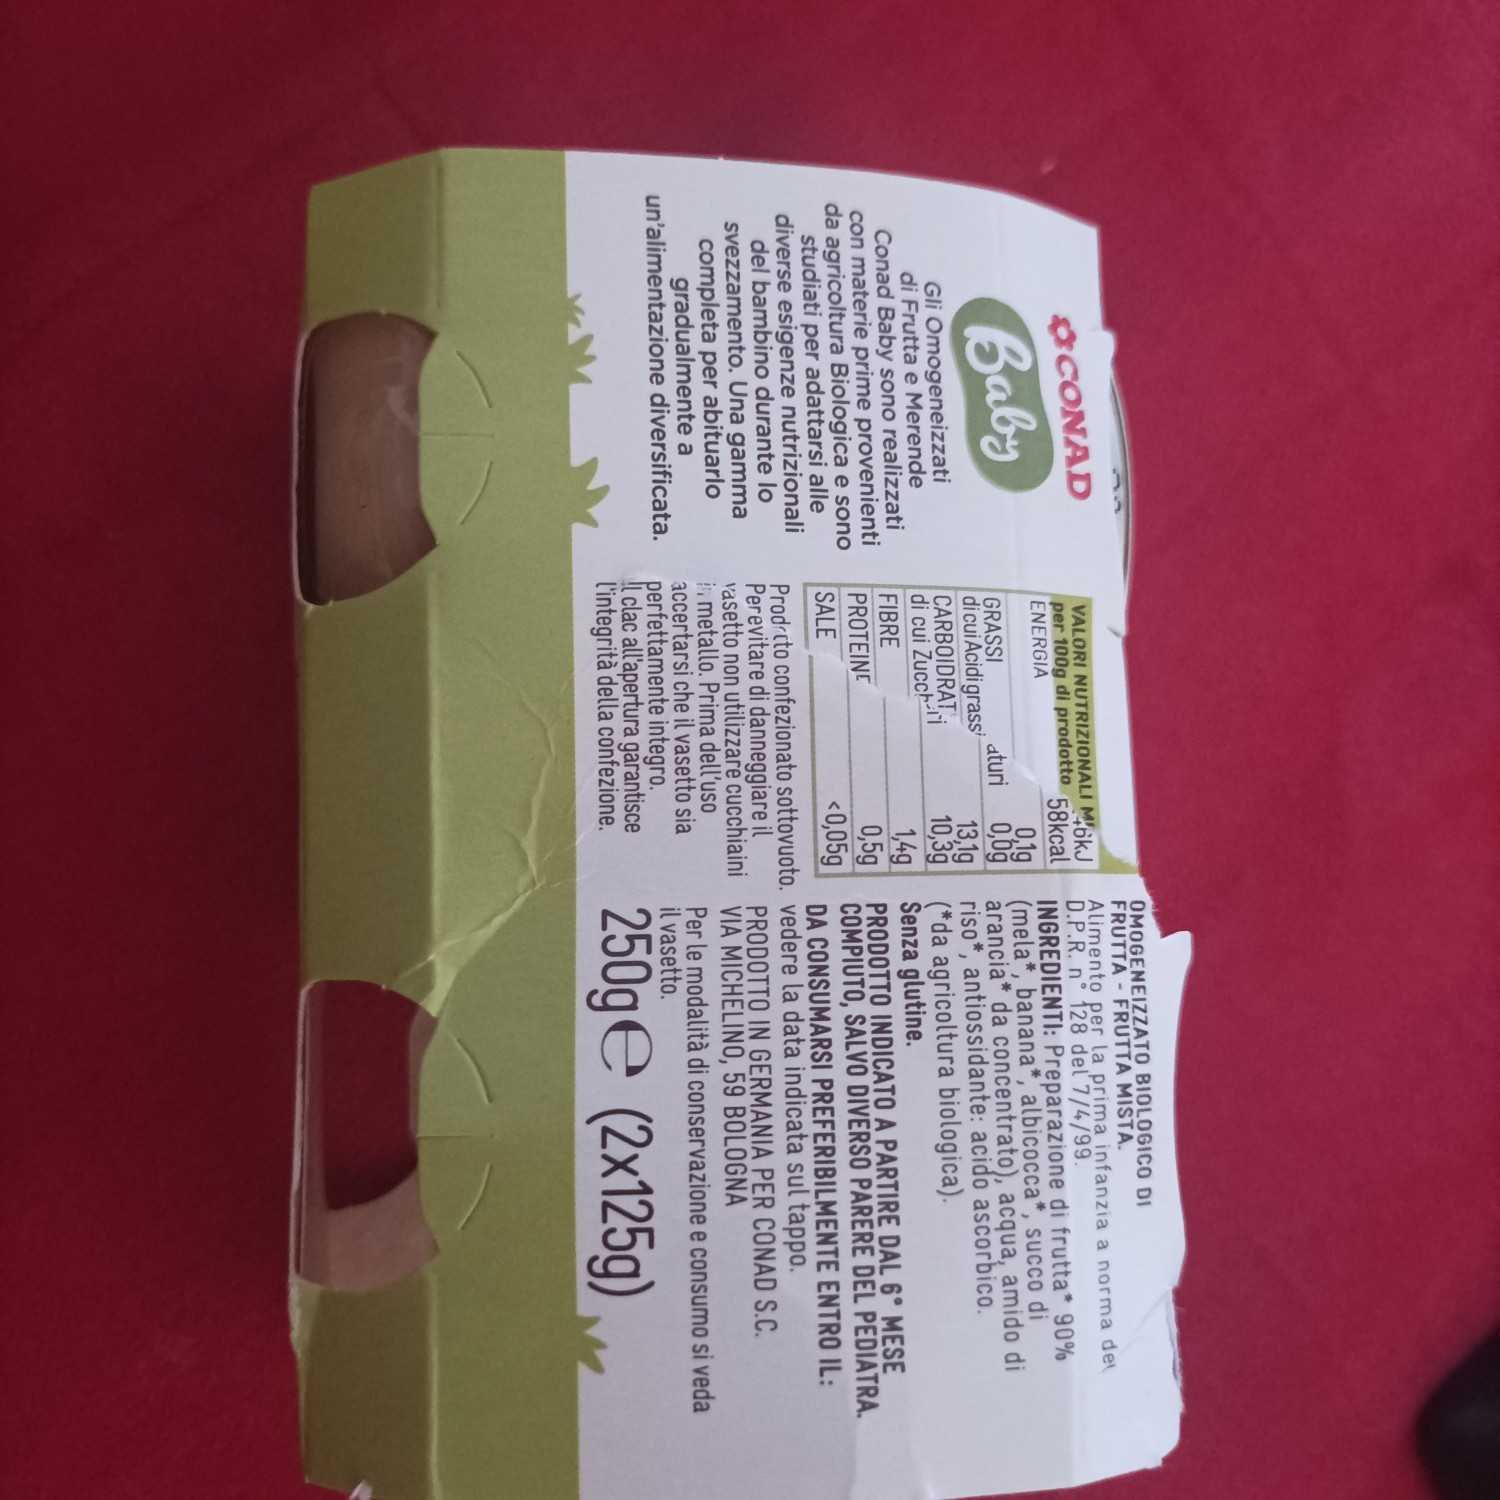 CONAD
Baby
Gli Omogeneizzati
di Frutta e Merende
Conad Baby sono realizzati
con materie prime provenienti
da agricoltura Biologica e sono
studiati per adattarsi alle
diverse esigenze nutrizionali
del bambino durante lo
svezzamento. Una gamma
completa per abituarlo
gradualmente a
un'alimentazione diversificata.
VALORI NUTRIZIONALI
per 100g di prodotto
ENERGIA 58kcal
GRASSI 0,1g
di cui Acidi grassi 0,0g
CARBOIDRATI 13,1g
di cui Zuccheri 10,3g
FIBRE 1,4g
PROTEINE 0,5g
SALE <0,05g
Prodotto confezionato sottovuoto.
Per evitare di danneggiare il
vasetto non utilizzare cucchiaini
in metallo. Prima dell'uso
accertarsi che il vasetto sia
perfettamente integro.
Il clac all'apertura garantisce
l'integrità della confezione.
OMOGENEIZZATO BIOLOGICO DI
FRUTTA - FRUTTA MISTA.
Alimento per la prima infanzia a norma del
D.P.R. n° 128 del 7/4/99.
INGREDIENTI: Preparazione di frutta* 90%
(mela*, banana*, albicocca*, succo di
arancia* da concentrato), acqua, amido di
riso*, antiossidante: acido ascorbico.
(*da agricoltura biologica).
Senza glutine.
PRODOTTO INDICATO A PARTIRE DAL 6° MESE
COMPIUTO, SALVO DIVERSO PARERE DEL PEDIATRA.
DA CONSUMARSI PREFERIBILMENTE ENTRO IL:
vedere la data indicata sul tappo.
PRODOTTO IN GERMANIA PER CONAD S.C.
VIA MICHELINO, 59 BOLOGNA
Per le modalità di conservazione e consumo si veda
il vasetto.
250g e (2x125g)